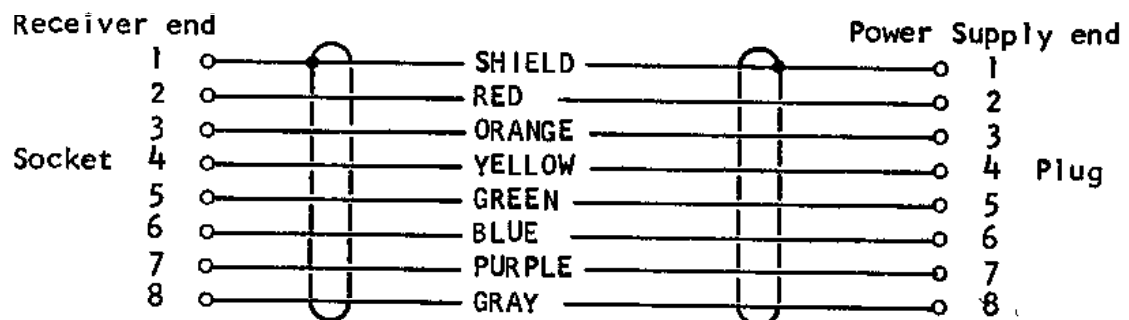 Receiver end
Power Supply end
1 SHIELD 1
2 RED 2
3 ORANGE 3
Socket 4 YELLOW 4 Plug
5 GREEN 5
6 BLUE 6
7 PURPLE 7
8 GRAY 8